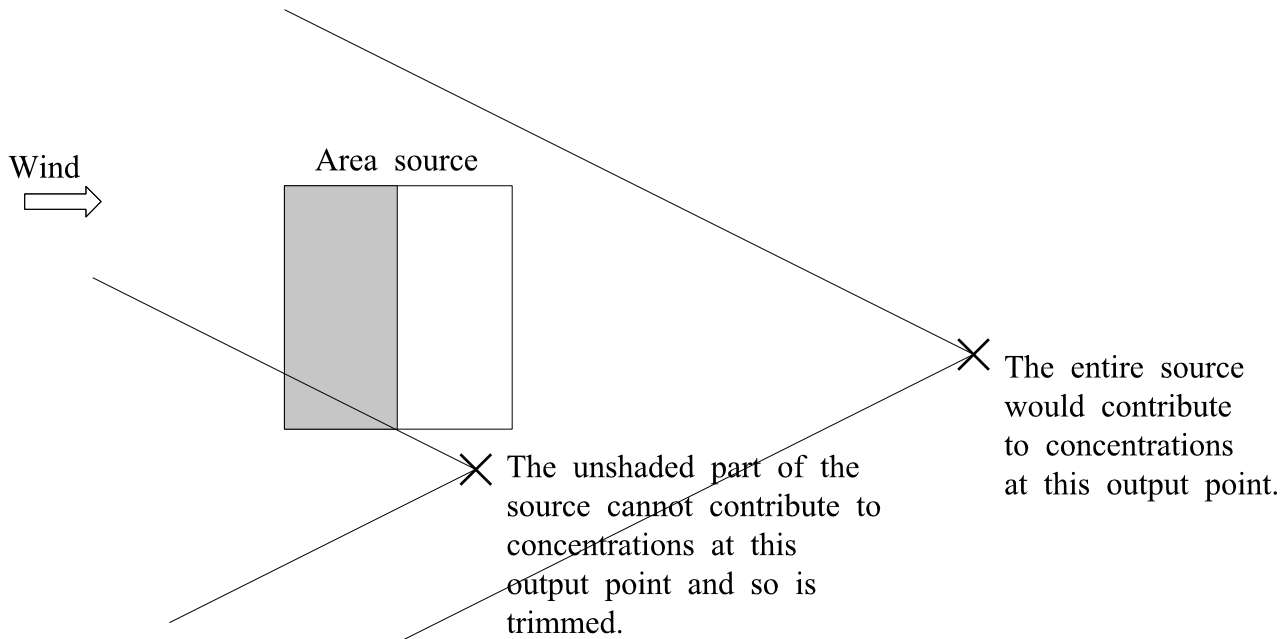 Wind
Area source
The entire source
would contribute
to concentrations
at this output point.
The unshaded part of the
source cannot contribute to
concentrations at this
output point and so is
trimmed.